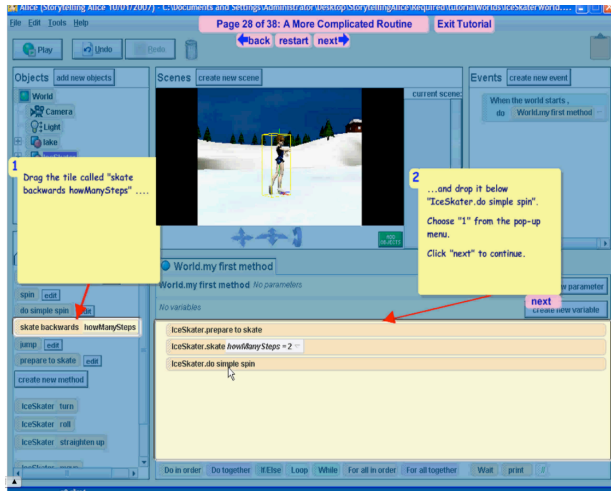 Alice (Storytelling Alice 10/01/2007) - C:\Documents and Settings\Administrator\Desktop\StorytellingAlice\Required\tutorialWorlds\IceSkaterWorld....
File Edit Tools Help
Page 28 of 38: A More Complicated Routine
Exit Tutorial
back restart next
Play
Undo
Redo
Objects
add new objects
Scenes
create new scene
Events
create new event
World
Camera
Light
lake
current scene:
When the world starts,
do World.my first method
1
Drag the tile called "skate
backwards howManySteps" ....
2
...and drop it below
"IceSkater.do simple spin".
Choose "1" from the pop-up
menu.
Click "next" to continue.
next
ADD
OBJECTS
World.my first method
World.my first method No parameters
No variables
create new variable
spin edit
do simple spin
skate backwards howManySteps
jump edit
prepare to skate edit
create new method
IceSkater turn
IceSkater roll
IceSkater straighten up
IceSkater.prepare to skate
IceSkater.skate howManySteps = 2
IceSkater.do simple spin
Do in order Do together If/Else Loop While For all in order For all together Wait print //